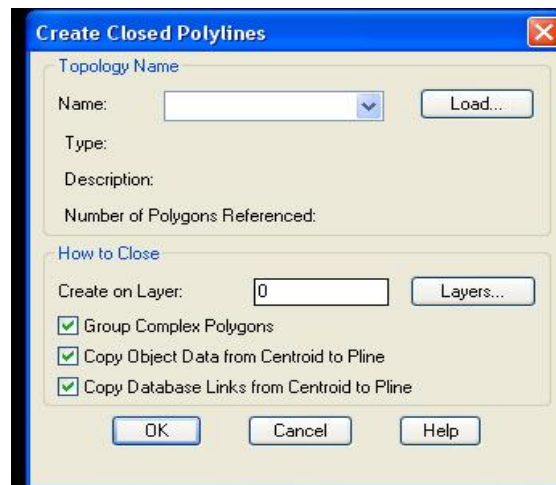 Create Closed Polylines
Topology Name
Name:
Load...
Type:
Description:
Number of Polygons Referenced:
How to Close
Create on Layer:
0
Layers...
Group Complex Polygons
Copy Object Data from Centroid to Pline
Copy Database Links from Centroid to Pline
OK
Cancel
Help